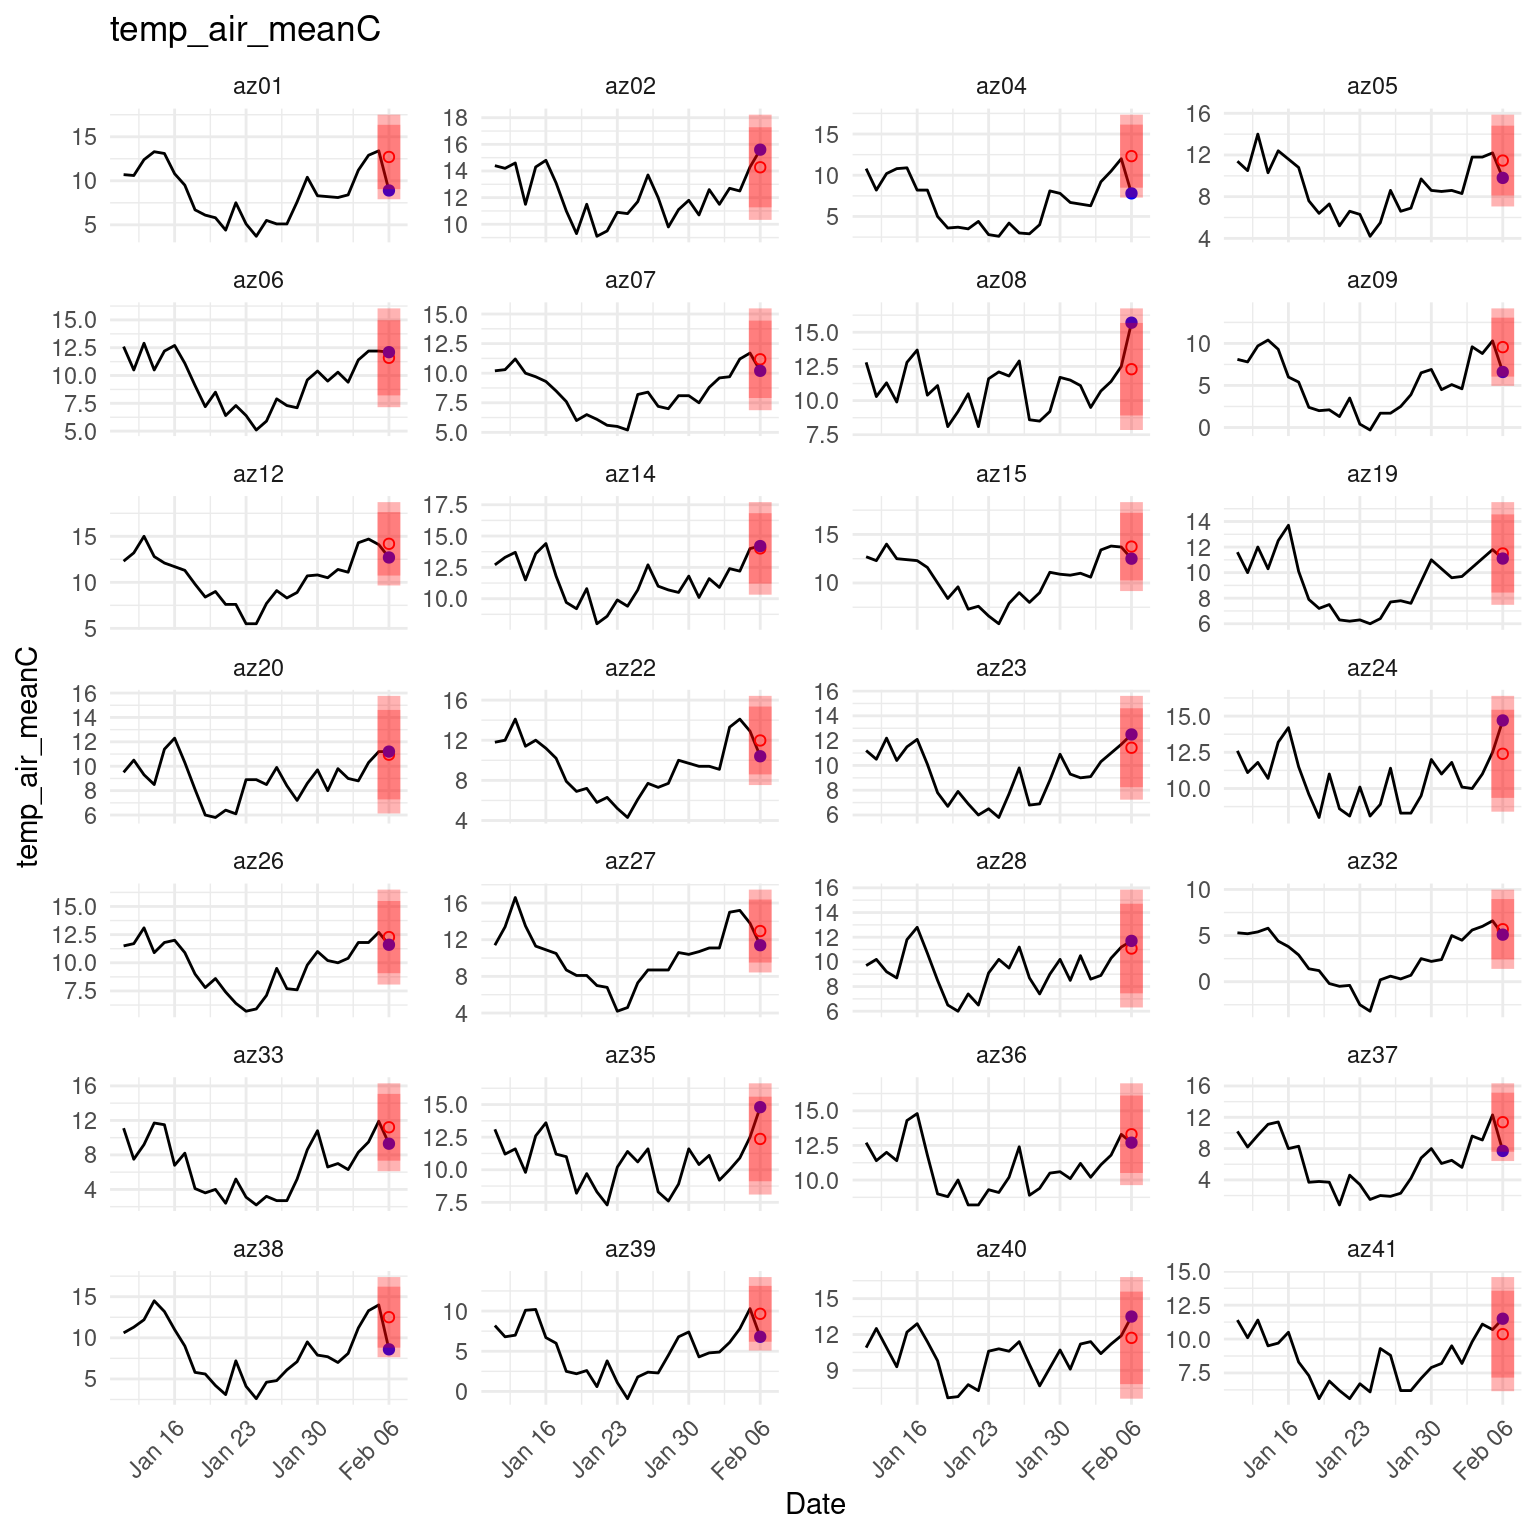 temp_air_meanC
az01 az02 az04 az05
15 10 5
18 16 14 12 10
15 10 5
16 12 8 4
az06 az07 az08 az09
15.0 12.5 10.0 7.5 5.0
15.0 12.5 10.0 7.5 5.0
15.0 12.5 10.0 7.5
10 5 0
az12 az14 az15 az19
15 10 5
17.5 15.0 12.5 10.0
15 10
14 12 10 8 6
az20 az22 az23 az24
16 14 12 10 8 6
16 12 8 4
16 14 12 10 8 6
15.0 12.5 10.0
az26 az27 az28 az32
15.0 12.5 10.0 7.5
16 12 8 4
16 14 12 10 8 6
10 5 0
az33 az35 az36 az37
16 12 8 4
15.0 12.5 10.0 7.5
15.0 12.5 10.0
16 12 8 4
az38 az39 az40 az41
15 10 5
10 5 0
15 12 9
15.0 12.5 10.0 7.5
Jan 16 Jan 23 Jan 30 Feb 06
Jan 16 Jan 23 Jan 30 Feb 06
Jan 16 Jan 23 Jan 30 Feb 06
Jan 16 Jan 23 Jan 30 Feb 06
Date
temp_air_meanC